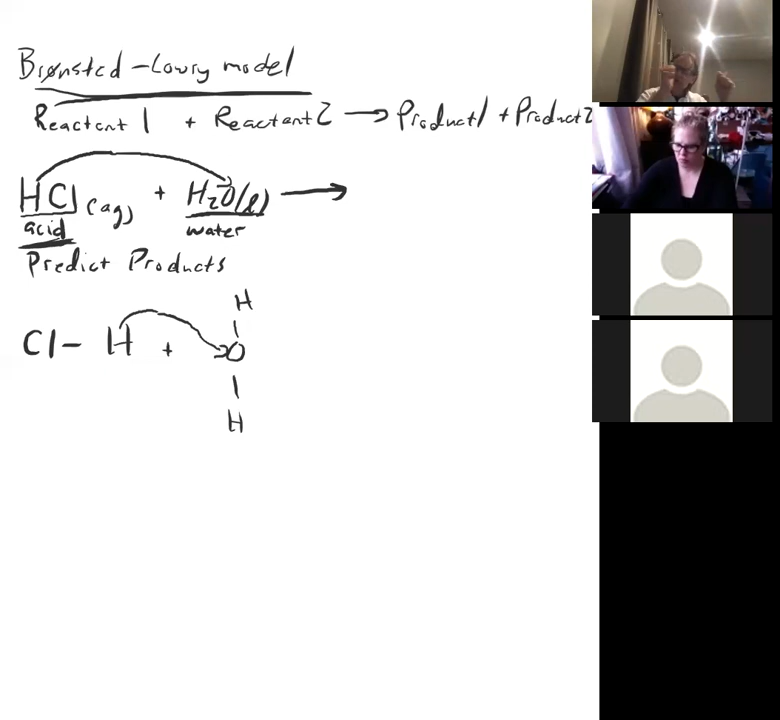 Brønsted-Lowry model
Reactant 1 + Reactant 2 → Product 1 + Product 2
HCl (aq) + H₂O(l) →
acid water
Predict Products
H
Cl - H + O
H